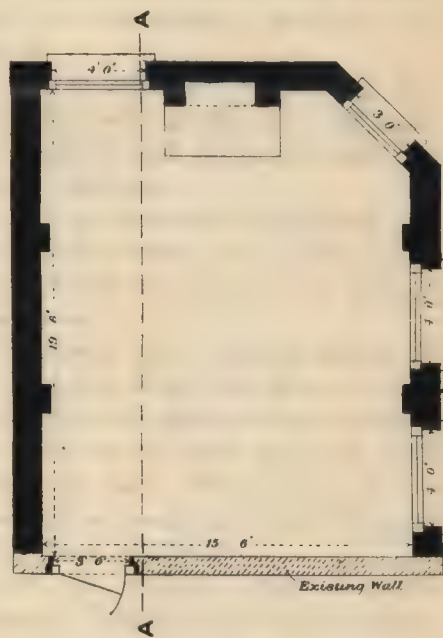 A
4' 0"
3' 0"
19' 6"
4' 0"
4' 0"
15' 6"
3' 6"
Existing Wall
A